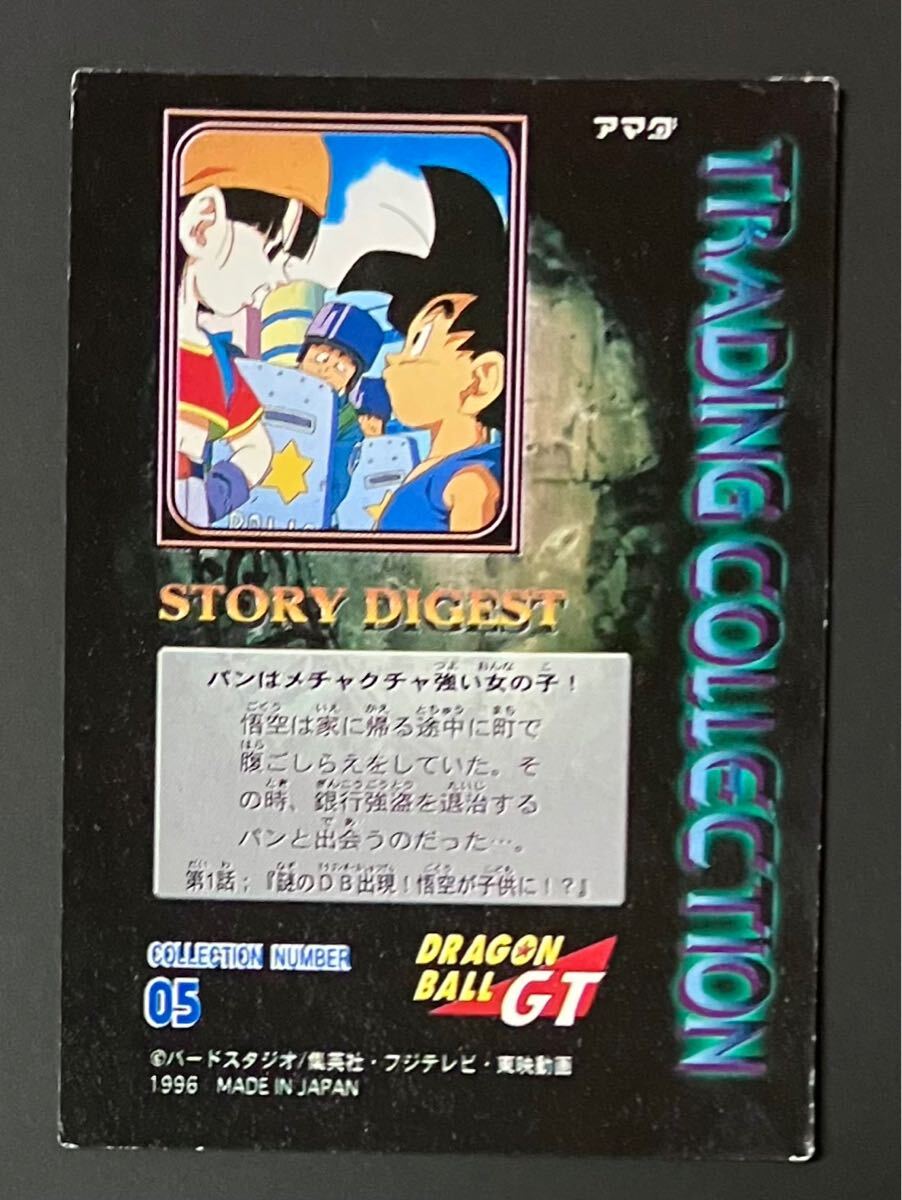 アマダ
TRADING COLLECTION
STORY DIGEST
パンはメチャクチャ強い女の子!
悟空は家に帰る途中に町で
腹ごしらえをしていた。そ
の時、銀行強盗を退治する
パンと出会うのだった…。
第1話;『謎のDB出現!悟空が子供に!?』
COLLECTION NUMBER
05
DRAGON
BALL GT
©バードスタジオ/集英社・フジテレビ・東映動画
1996 MADE IN JAPAN